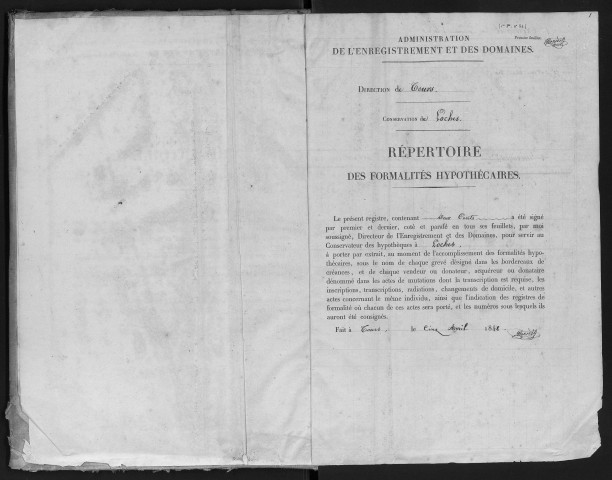 1
Premier feuillet
ADMINISTRATION
DE L'ENREGISTREMENT ET DES DOMAINES.
DIRECTION de Tours.
CONSERVATION de Loches.
RÉPERTOIRE
DES FORMALITÉS HYPOTHÉCAIRES.
Le présent registre, contenant deux Cents a été signé
par premier et dernier, coté et parafé en tous ses feuillets, par moi
soussigné, Directeur de l'Enregistrement et des Domaines, pour servir au
Conservateur des hypothèques à Loches,
à porter par extrait, au moment de l'accomplissement des formalités hypo-
thécaires, sous le nom de chaque grevé désigné dans les bordereaux de
créances, et de chaque vendeur ou donateur, acquéreur ou donataire
dénommé dans les actes de mutations dont la transcription est requise, les
inscriptions, transcriptions, radiations, changements de domicile, et autres
actes concernant le même individu, ainsi que l'indication des registres de
formalité où chacun de ces actes sera porté, et les numéros sous lesquels ils
auront été consignés.
Fait à Tours le Cinq Avril 1842